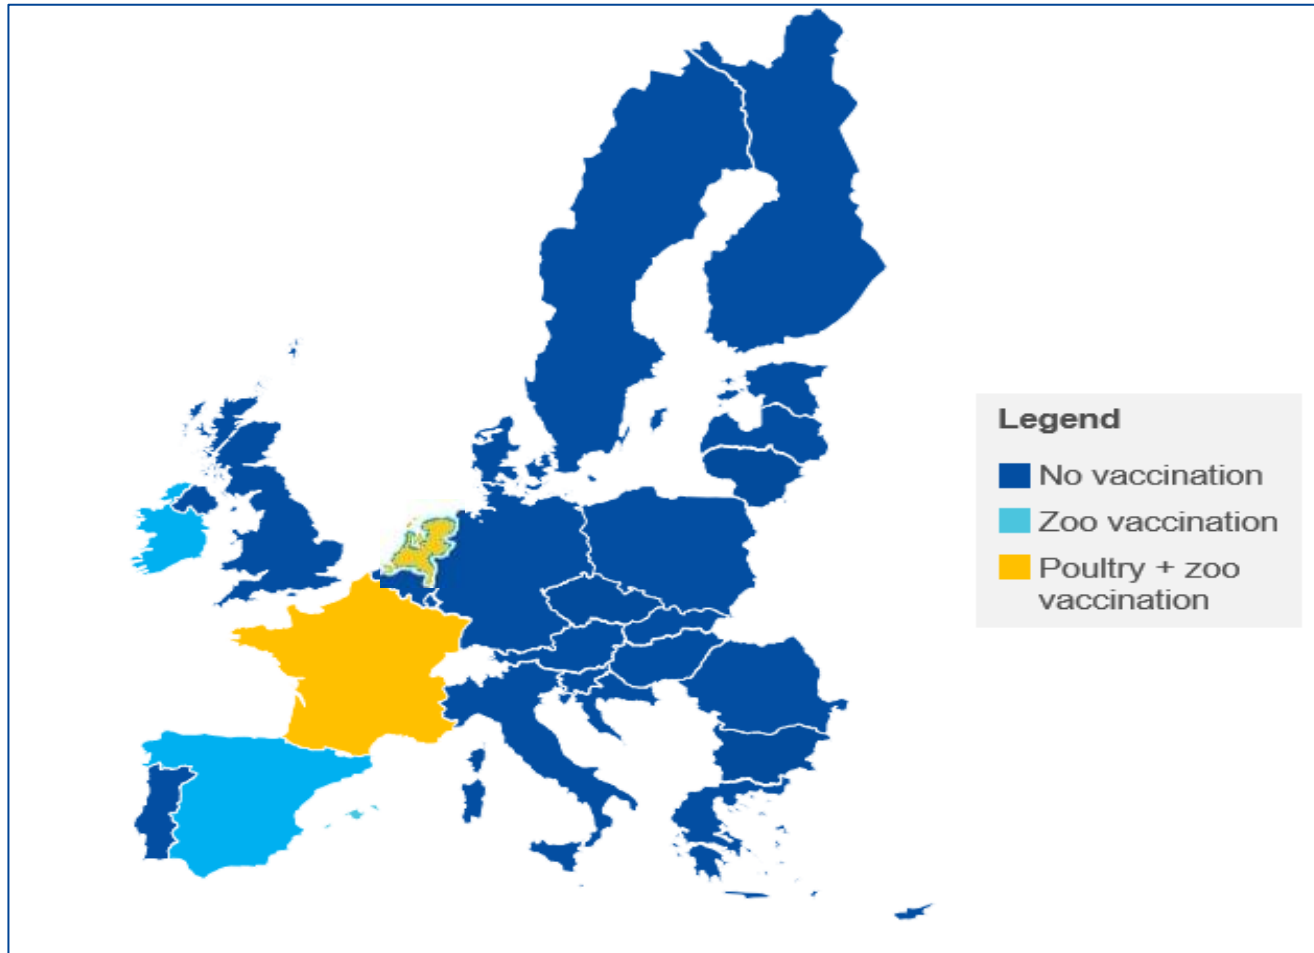 Legend
No vaccination
Zoo vaccination
Poultry + zoo
vaccination